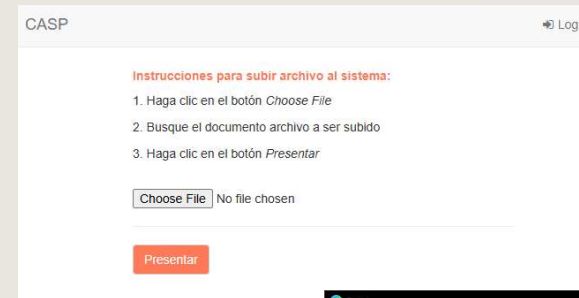 CASP
Log
Instrucciones para subir archivo al sistema:
1. Haga clic en el botón Choose File
2. Busque el documento archivo a ser subido
3. Haga clic en el botón Presentar
Choose File No file chosen
Presentar